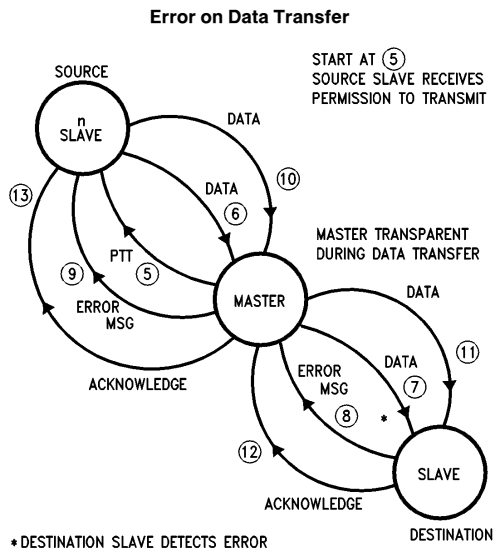 Error on Data Transfer
START AT ⑤
SOURCE SLAVE RECEIVES
PERMISSION TO TRANSMIT
SOURCE
n
SLAVE
DATA
⑩
DATA
⑥
⑬
PTT
⑤
⑨
ERROR
MSG
ACKNOWLEDGE
MASTER
MASTER TRANSPARENT
DURING DATA TRANSFER
DATA
⑪
DATA
⑦
ERROR
MSG
⑧
*
⑫
ACKNOWLEDGE
SLAVE
DESTINATION
*DESTINATION SLAVE DETECTS ERROR